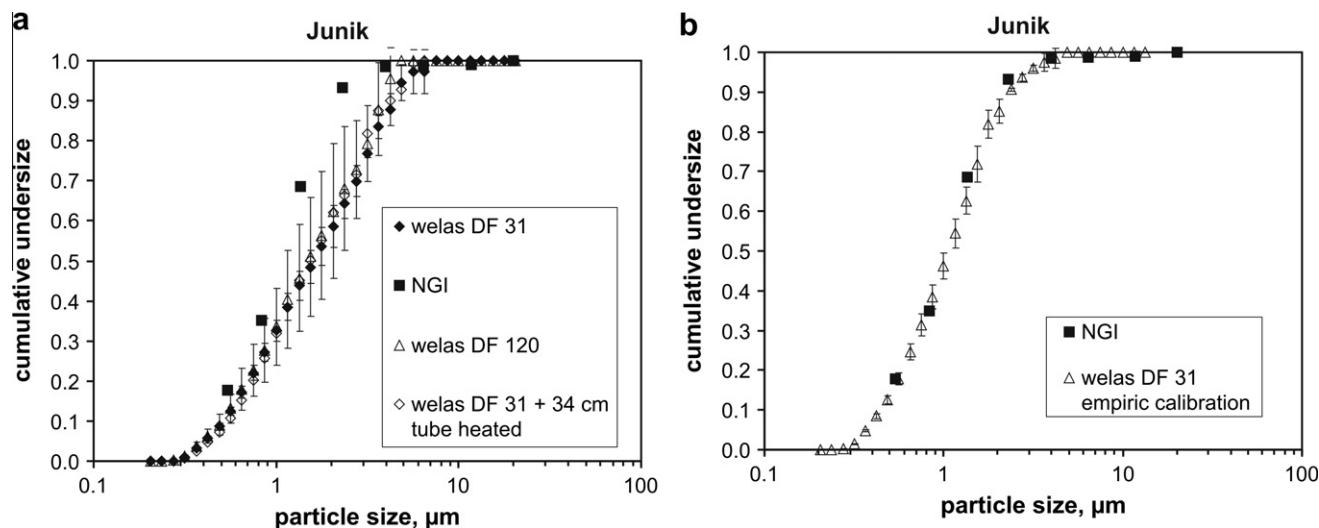 a
Junik
1.0
0.9
0.8
0.7
0.6
0.5
0.4
0.3
0.2
0.1
0.0
cumulative undersize
welas DF 31
NGI
welas DF 120
welas DF 31 + 34 cm
tube heated
0.1
1
10
100
particle size, µm
b
Junik
1.0
0.9
0.8
0.7
0.6
0.5
0.4
0.3
0.2
0.1
0.0
cumulative undersize
NGI
welas DF 31
empiric calibration
0.1
1
10
100
particle size, µm